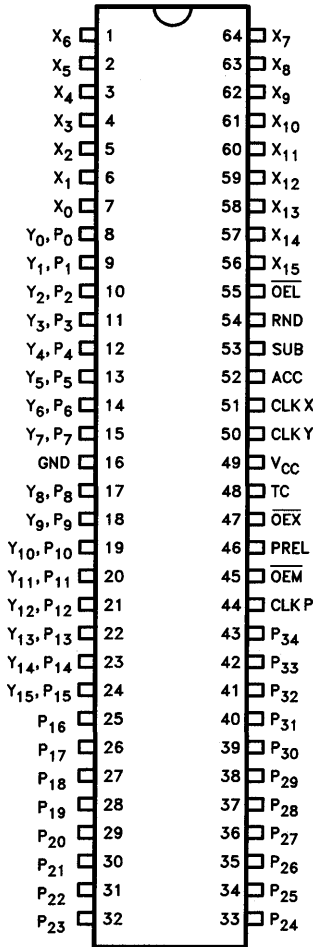 X6 1 64 X7
X5 2 63 X8
X4 3 62 X9
X3 4 61 X10
X2 5 60 X11
X1 6 59 X12
X0 7 58 X13
Y0, P0 8 57 X14
Y1, P1 9 56 X15
Y2, P2 10 55 O̅E̅L̅
Y3, P3 11 54 RND
Y4, P4 12 53 SUB
Y5, P5 13 52 ACC
Y6, P6 14 51 CLK X
Y7, P7 15 50 CLK Y
GND 16 49 VCC
Y8, P8 17 48 TC
Y9, P9 18 47 O̅E̅X̅
Y10, P10 19 46 PREL
Y11, P11 20 45 O̅E̅M̅
Y12, P12 21 44 CLK P
Y13, P13 22 43 P34
Y14, P14 23 42 P33
Y15, P15 24 41 P32
P16 25 40 P31
P17 26 39 P30
P18 27 38 P29
P19 28 37 P28
P20 29 36 P27
P21 30 35 P26
P22 31 34 P25
P23 32 33 P24